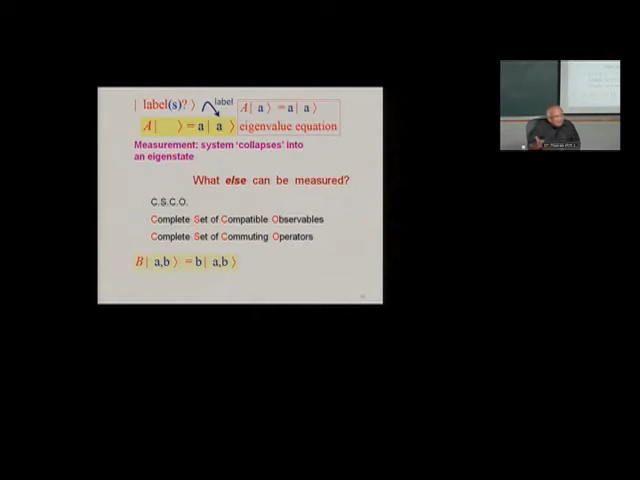 | label(s)? ⟩ label A| a ⟩ = a| a ⟩
A| ⟩ = a| a ⟩ eigenvalue equation
Measurement: system ‘collapses’ into
an eigenstate
What else can be measured?
C.S.C.O.
Complete Set of Compatible Observables
Complete Set of Commuting Operators
B| a,b ⟩ = b| a,b ⟩